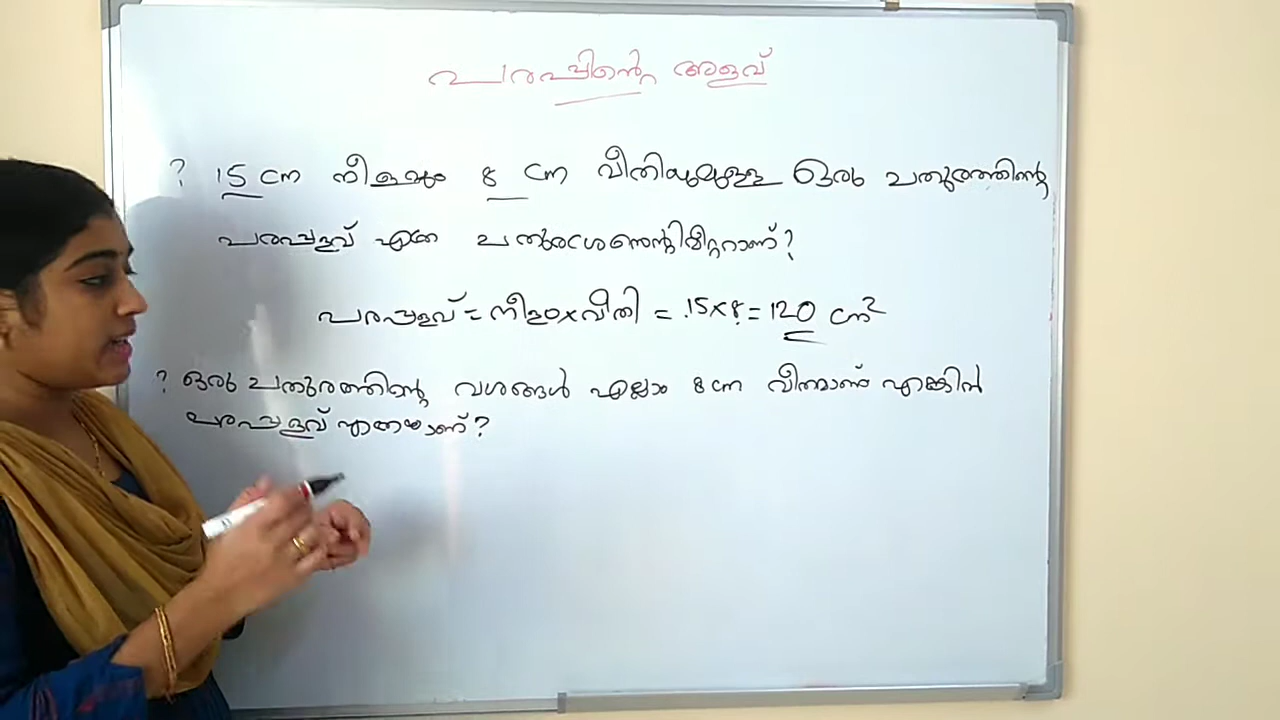 പരപ്പിന്റെ അളവ്
? 15 cm നീളവും 8 cm വീതിയുമുള്ള ഒരു ചതുരത്തിന്റെ
പരപ്പളവ് എത്ര ചതുരശ്രസെന്റിമീറ്ററാണ്?
പരപ്പളവ് = നീളം x വീതി = 15 x 8 = 120 cm²
? ഒരു ചതുരത്തിന്റെ വശങ്ങൾ എല്ലാം 8 cm വീതമാണ് എങ്കിൽ
പരപ്പളവ് എത്രയാണ്?